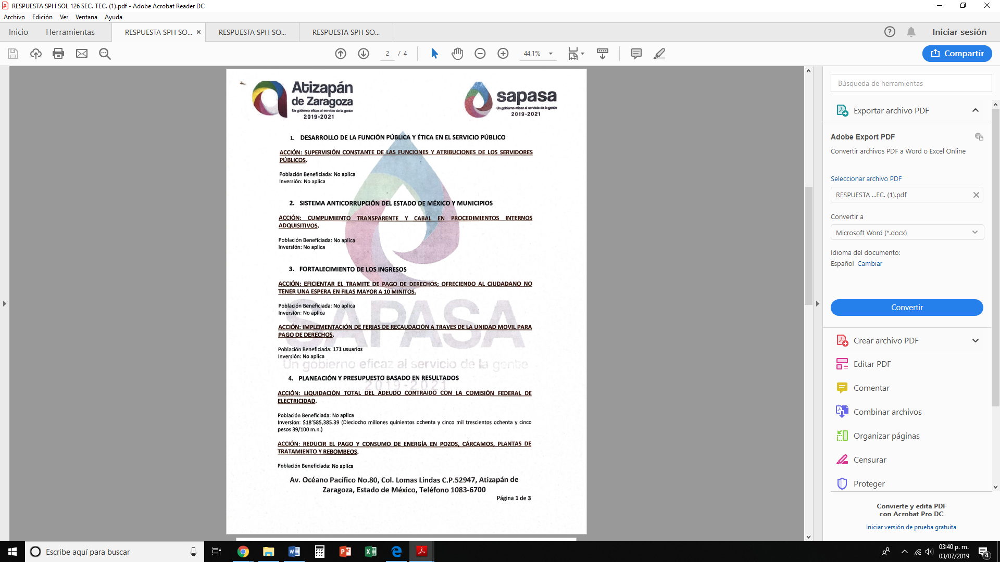 RESPUESTA SPH SOL 126 SEC. TEC. (1).pdf - Adobe Acrobat Reader DC
Archivo Edición Ver Ventana Ayuda
Inicio Herramientas RESPUESTA SPH SO... RESPUESTA SPH SO... RESPUESTA SPH SO... Iniciar sesión
2 / 4 44.1% Compartir
Atizapán
de Zaragoza
Un gobierno eficaz al servicio de la gente
2019-2021
sapasa
Un gobierno eficaz al servicio de la gente
2019-2021
1. DESARROLLO DE LA FUNCIÓN PÚBLICA Y ÉTICA EN EL SERVICIO PÚBLICO
ACCIÓN: SUPERVISIÓN CONSTANTE DE LAS FUNCIONES Y ATRIBUCIONES DE LOS SERVIDORES
PÚBLICOS.
Población Beneficiada: No aplica
Inversión: No aplica
2. SISTEMA ANTICORRUPCIÓN DEL ESTADO DE MÉXICO Y MUNICIPIOS
ACCIÓN: CUMPLIMIENTO TRANSPARENTE Y CABAL EN PROCEDIMIENTOS INTERNOS
ADQUISITIVOS.
Población Beneficiada: No aplica
Inversión: No aplica
3. FORTALECIMIENTO DE LOS INGRESOS
ACCIÓN: EFICIENTAR EL TRAMITE DE PAGO DE DERECHOS; OFRECIENDO AL CIUDADANO NO
TENER UNA ESPERA EN FILAS MAYOR A 10 MINITOS.
Población Beneficiada: No aplica
Inversión: No aplica
SAPASA
ACCIÓN: IMPLEMENTACIÓN DE FERIAS DE RECAUDACIÓN A TRAVES DE LA UNIDAD MOVIL PARA
PAGO DE DERECHOS.
Población Beneficiada: 171 usuarios
Inversión: No aplica
Un gobierno eficaz al servicio de la gente
4. PLANEACIÓN Y PRESUPUESTO BASADO EN RESULTADOS
2019-2021
ACCIÓN: LIQUIDACIÓN TOTAL DEL ADEUDO CONTRAIDO CON LA COMISIÓN FEDERAL DE
ELECTRICIDAD.
Población Beneficiada: No aplica
Inversión: $18'585,385.39 (Dieciocho millones quinientos ochenta y cinco mil trescientos ochenta y cinco
pesos 39/100 m.n.)
ACCIÓN: REDUCIR EL PAGO Y CONSUMO DE ENERGÍA EN POZOS, CÁRCAMOS, PLANTAS DE
TRATAMIENTO Y REBOMBEOS.
Población Beneficiada: No aplica
Av. Océano Pacífico No.80, Col. Lomas Lindas C.P.52947, Atizapán de
Zaragoza, Estado de México, Teléfono 1083-6700
Página 1 de 3
Búsqueda de herramientas
Exportar archivo PDF
Adobe Export PDF
Convertir archivos PDF a Word o Excel Online
Seleccionar archivo PDF
RESPUESTA ...EC. (1).pdf
Convertir a
Microsoft Word (*.docx)
Idioma del documento:
Español Cambiar
Convertir
Crear archivo PDF
Editar PDF
Comentar
Combinar archivos
Organizar páginas
Censurar
Proteger
Convierte y edita PDF
con Acrobat Pro DC
Iniciar versión de prueba gratuita
Escribe aquí para buscar
03:40 p. m.
03/07/2019
4